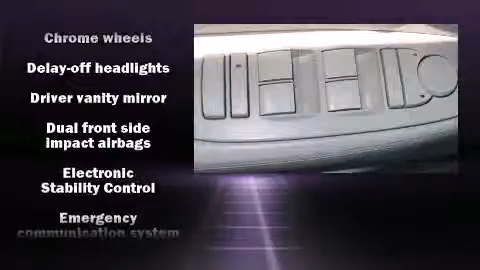 Chrome wheels
Delay-off headlights
Driver vanity mirror
Dual front side
impact airbags
Electronic
Stability Control
Emergency
communication system